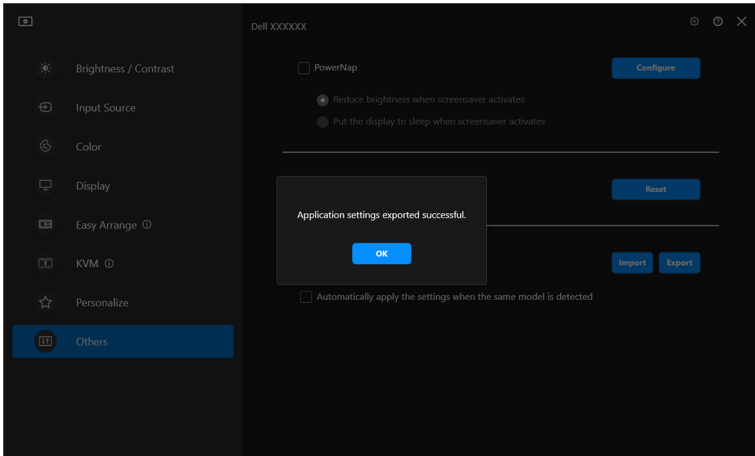 Dell XXXXXX
Brightness / Contrast
Input Source
Color
Display
Easy Arrange
KVM
Personalize
Others
PowerNap
Configure
Reduce brightness when screensaver activates
Put the display to sleep when screensaver activates
Reset
Application settings exported successful.
OK
Import
Export
Automatically apply the settings when the same model is detected